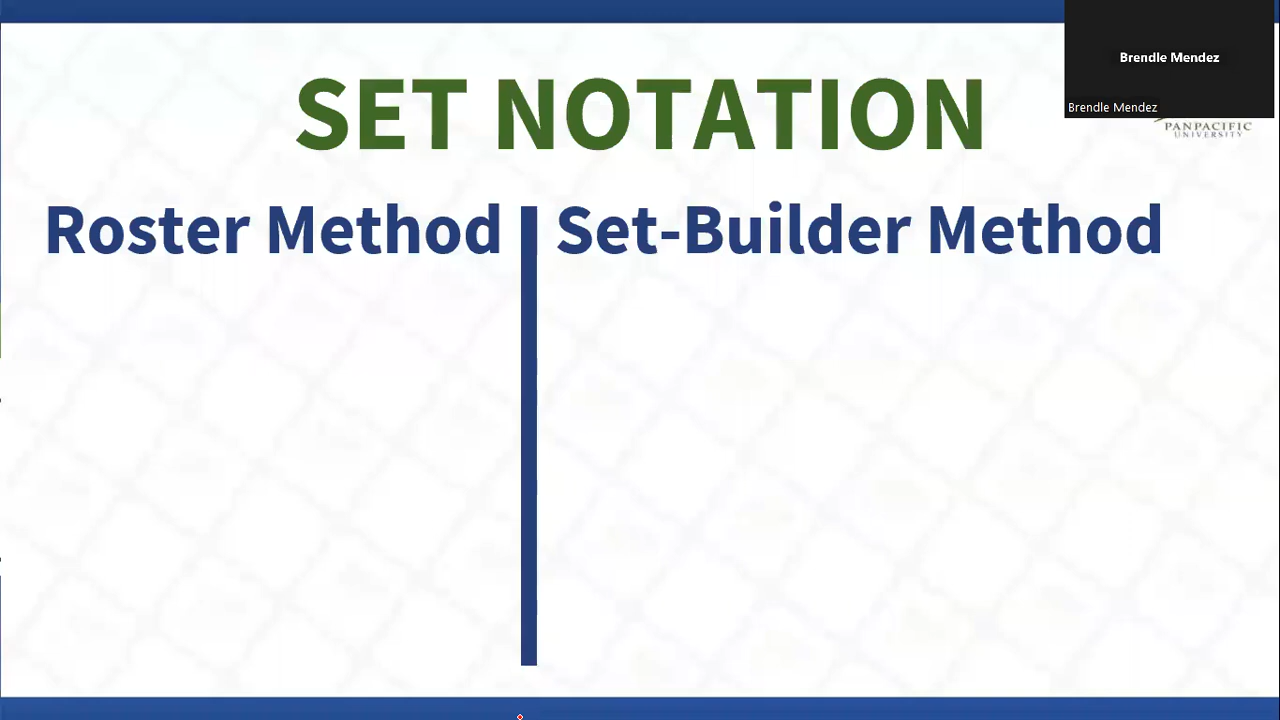 Brendle Mendez
Brendle Mendez
PANPACIFIC
UNIVERSITY
SET NOTATION
Roster Method
Set-Builder Method